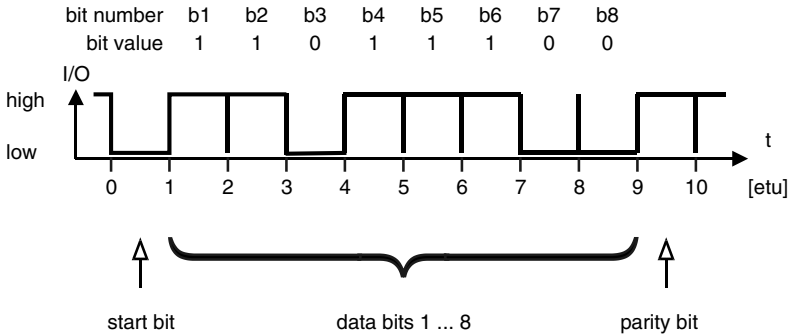 bit number b1 b2 b3 b4 b5 b6 b7 b8
bit value 1 1 0 1 1 1 0 0
I/O
high
low
t
0 1 2 3 4 5 6 7 8 9 10 [etu]
start bit data bits 1 ... 8 parity bit